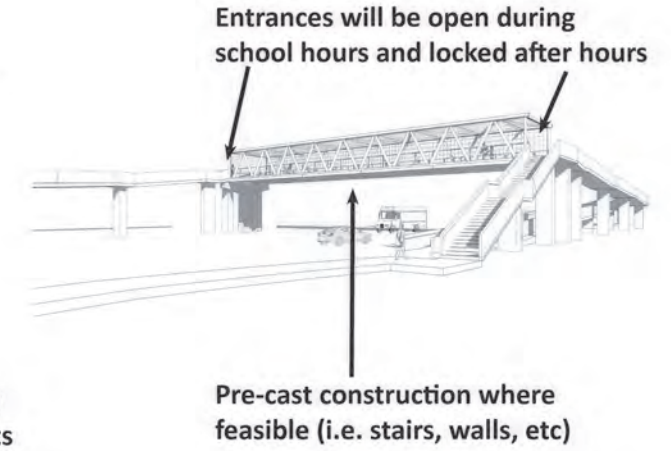 Entrances will be open during
school hours and locked after hours
Pre-cast construction where
feasible (i.e. stairs, walls, etc)